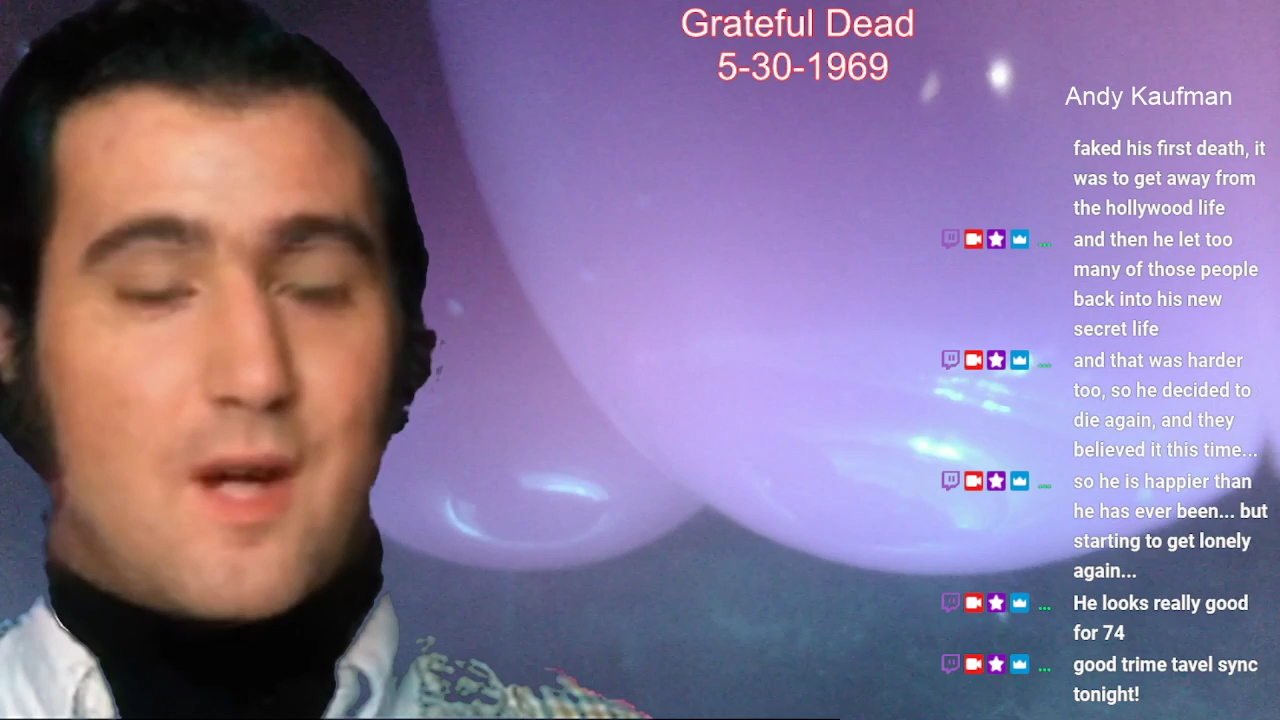 Grateful Dead
5-30-1969
Andy Kaufman
faked his first death, it
was to get away from
the hollywood life
and then he let too
many of those people
back into his new
secret life
and that was harder
too, so he decided to
die again, and they
believed it this time...
so he is happier than
he has ever been... but
starting to get lonely
again...
He looks really good
for 74
good trime tavel sync
tonight!